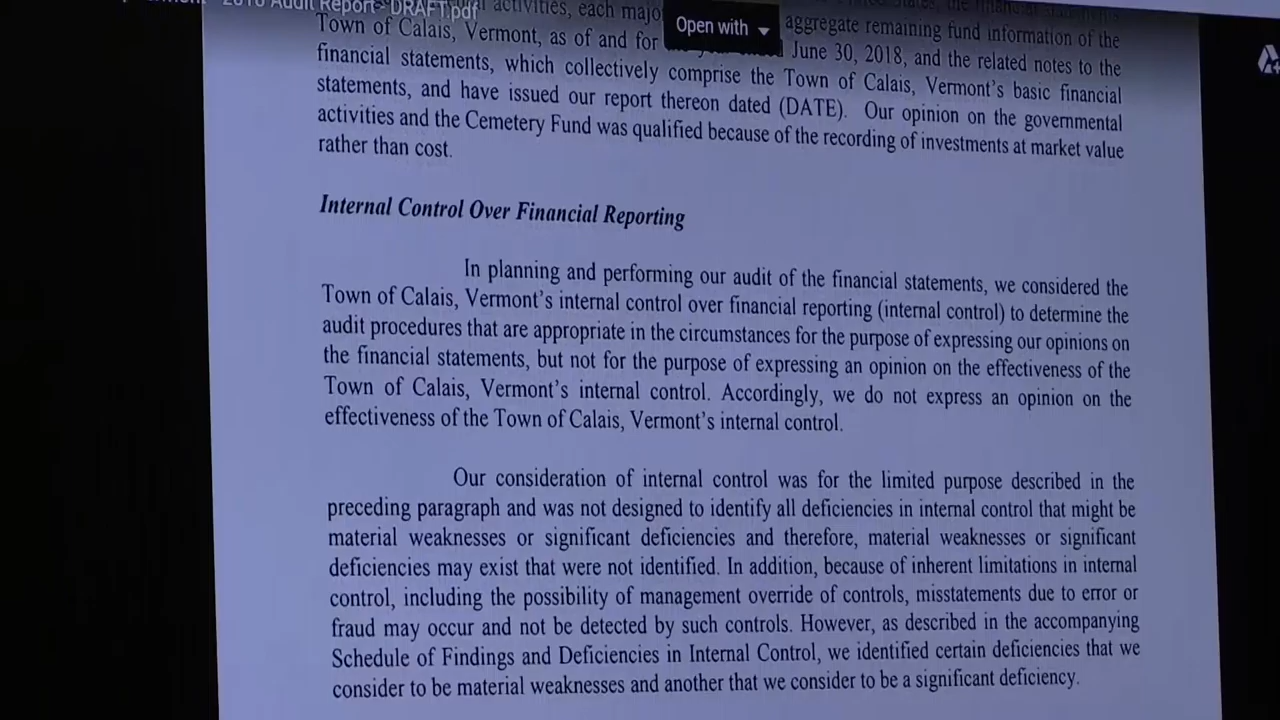 2018 Audit Report- DRAFT.pdf
activities, each majo
Open with
aggregate remaining fund information of the
Town of Calais, Vermont, as of and for
June 30, 2018, and the related notes to the
financial statements, which collectively comprise the Town of Calais, Vermont's basic financial
statements, and have issued our report thereon dated (DATE). Our opinion on the governmental
activities and the Cemetery Fund was qualified because of the recording of investments at market value
rather than cost.
Internal Control Over Financial Reporting
In planning and performing our audit of the financial statements, we considered the
Town of Calais, Vermont's internal control over financial reporting (internal control) to determine the
audit procedures that are appropriate in the circumstances for the purpose of expressing our opinions on
the financial statements, but not for the purpose of expressing an opinion on the effectiveness of the
Town of Calais, Vermont's internal control. Accordingly, we do not express an opinion on the
effectiveness of the Town of Calais, Vermont's internal control.
Our consideration of internal control was for the limited purpose described in the
preceding paragraph and was not designed to identify all deficiencies in internal control that might be
material weaknesses or significant deficiencies and therefore, material weaknesses or significant
deficiencies may exist that were not identified. In addition, because of inherent limitations in internal
control, including the possibility of management override of controls, misstatements due to error or
fraud may occur and not be detected by such controls. However, as described in the accompanying
Schedule of Findings and Deficiencies in Internal Control, we identified certain deficiencies that we
consider to be material weaknesses and another that we consider to be a significant deficiency.